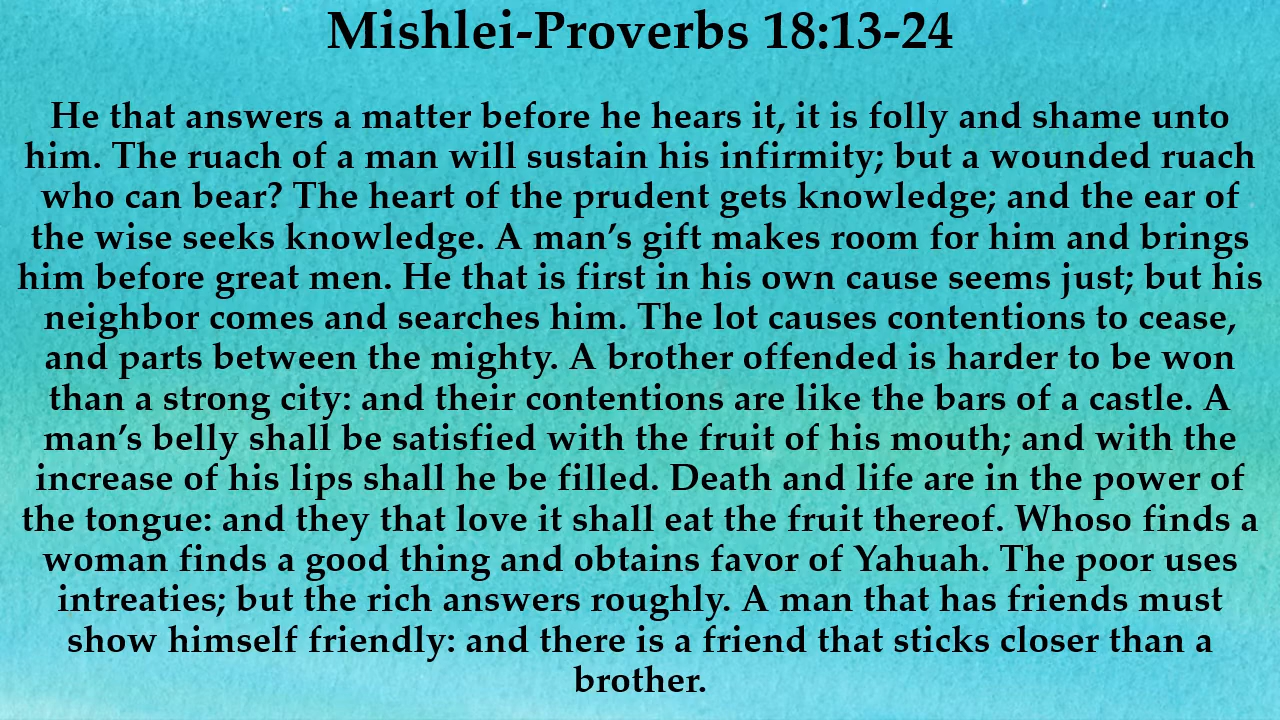 Mishlei-Proverbs 18:13-24
He that answers a matter before he hears it, it is folly and shame unto
him. The ruach of a man will sustain his infirmity; but a wounded ruach
who can bear? The heart of the prudent gets knowledge; and the ear of
the wise seeks knowledge. A man’s gift makes room for him and brings
him before great men. He that is first in his own cause seems just; but his
neighbor comes and searches him. The lot causes contentions to cease,
and parts between the mighty. A brother offended is harder to be won
than a strong city: and their contentions are like the bars of a castle. A
man’s belly shall be satisfied with the fruit of his mouth; and with the
increase of his lips shall he be filled. Death and life are in the power of
the tongue: and they that love it shall eat the fruit thereof. Whoso finds a
woman finds a good thing and obtains favor of Yahuah. The poor uses
intreaties; but the rich answers roughly. A man that has friends must
show himself friendly: and there is a friend that sticks closer than a
brother.